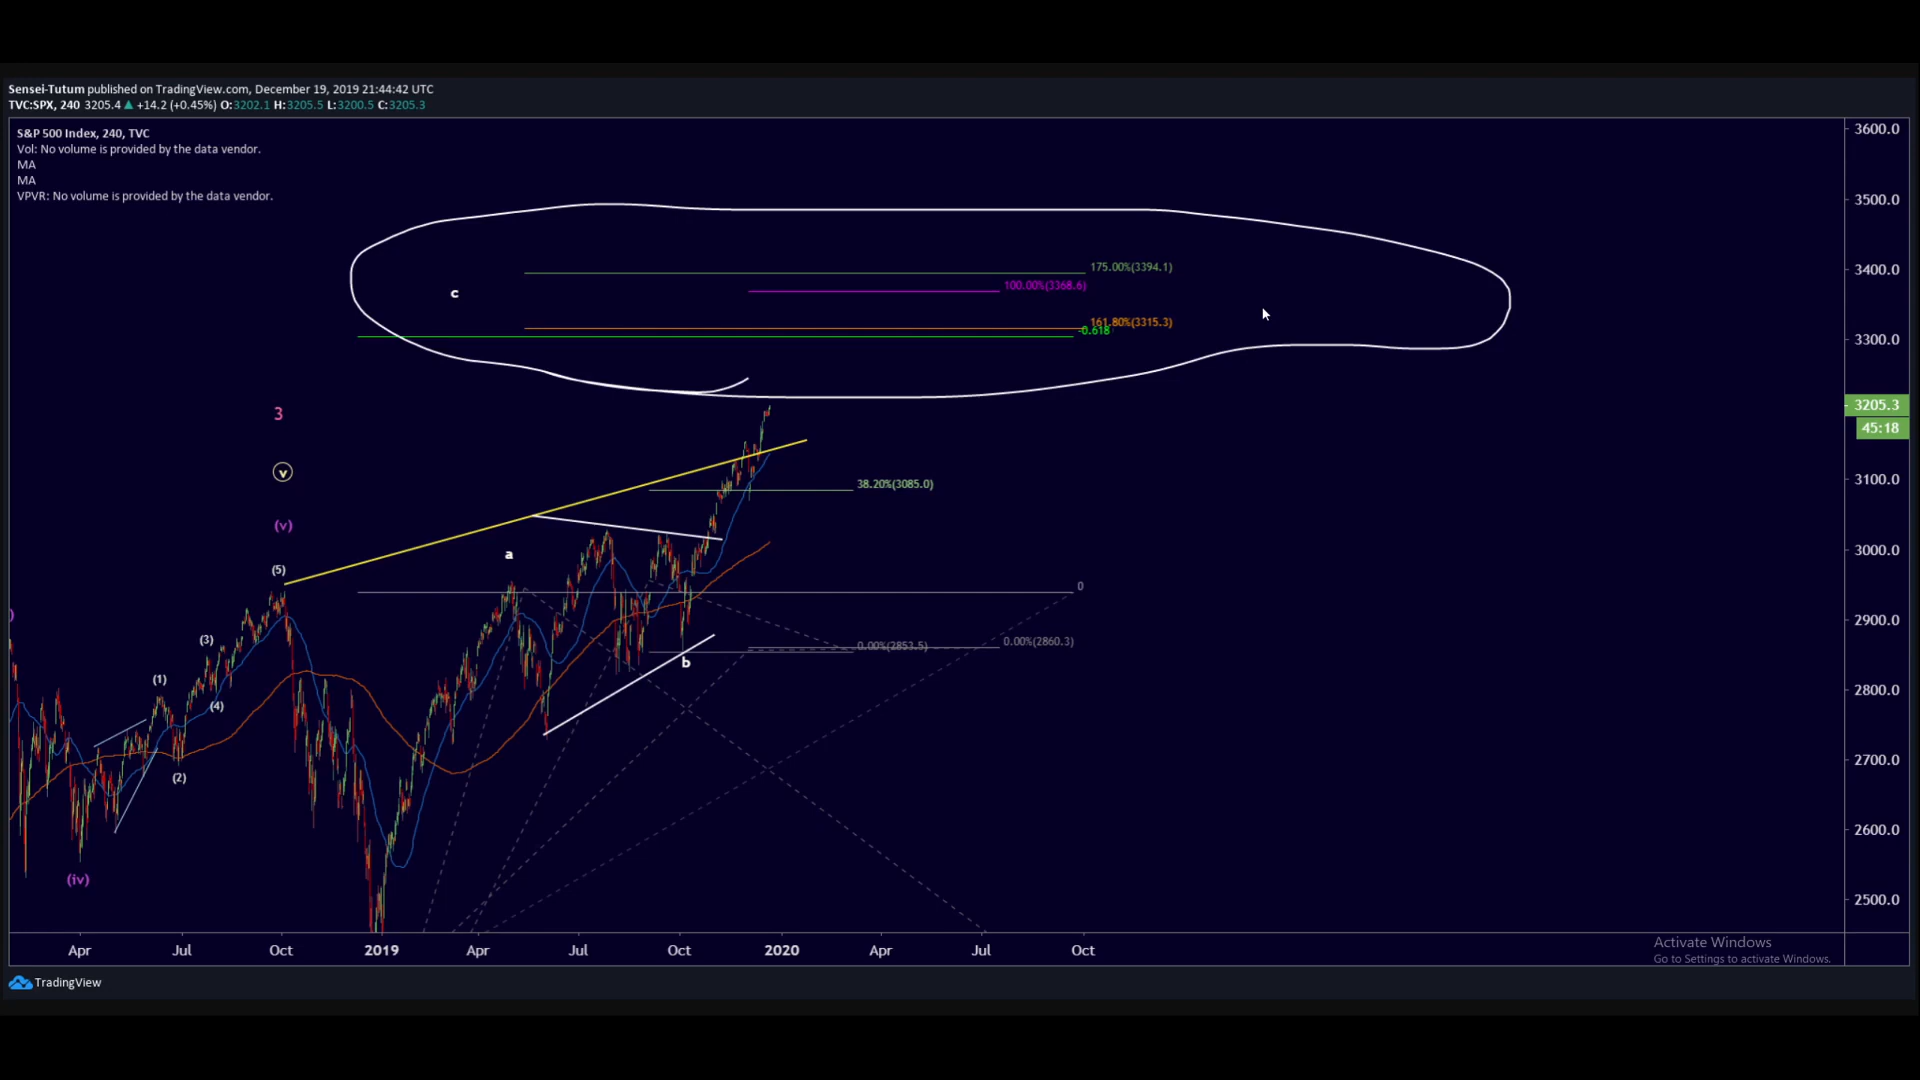 Sensei-Tutum published on TradingView.com, December 19, 2019 21:44:42 UTC
TVC:SPX, 240 3205.4 ▲ +14.2 (+0.45%) O:3202.1 H:3205.5 L:3200.5 C:3205.3
S&P 500 Index, 240, TVC
Vol: No volume is provided by the data vendor.
MA
MA
VPVR: No volume is provided by the data vendor.
3600.0
3500.0
3400.0
3300.0
3205.3
45:18
3100.0
3000.0
2900.0
2800.0
2700.0
2600.0
2500.0
175.00%(3394.1)
100.00%(3368.6)
c
161.80%(3315.3)
-0.618
3
v
38.20%(3085.0)
(v)
a
(5)
0
)
(3)
0.00%(2853.5)
0.00%(2860.3)
b
(1)
(4)
(2)
(iv)
Apr Jul Oct 2019 Apr Jul Oct 2020 Apr Jul Oct
Activate Windows
Go to Settings to activate Windows.
TradingView